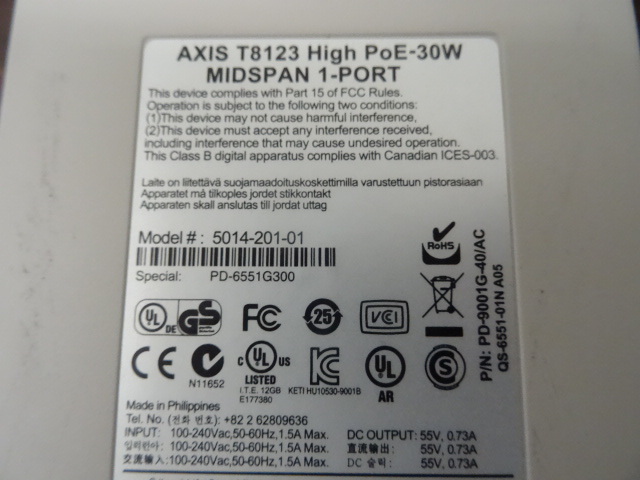 AXIS T8123 High PoE-30W
MIDSPAN 1-PORT
This device complies with Part 15 of FCC Rules.
Operation is subject to the following two conditions:
(1)This device may not cause harmful interference,
(2)This device must accept any interference received,
including interference that may cause undesired operation.
This Class B digital apparatus complies with Canadian ICES-003.
Laite on liitettävä suojamaadoituskoskettimilla varustettuun pistorasiaan
Apparatet må tilkoples jordet stikkontakt
Apparaten skall anslutas till jordat uttag
Model # : 5014-201-01
Special: PD-6551G300
RoHS
P/N: PD-9001G-40/AC
QS-6551-01N A05
UL DE GS
FC
25
VCI
CE
N11652
C UL US
LISTED
I.T.E. 12GB
E177380
KETI HU10530-9001B
UL
AR
S
Made in Philippines
Tel. No. (전화 번호): +82 2 62809636
INPUT: 100-240Vac,50-60Hz,1.5A Max. DC OUTPUT: 55V, 0.73A
100-240Vac,50-60Hz,1.5A Max. 直流輸出: 55V, 0.73A
交流輸入:100-240Vac,50-60Hz,1.5A Max. DC 55V, 0.73A